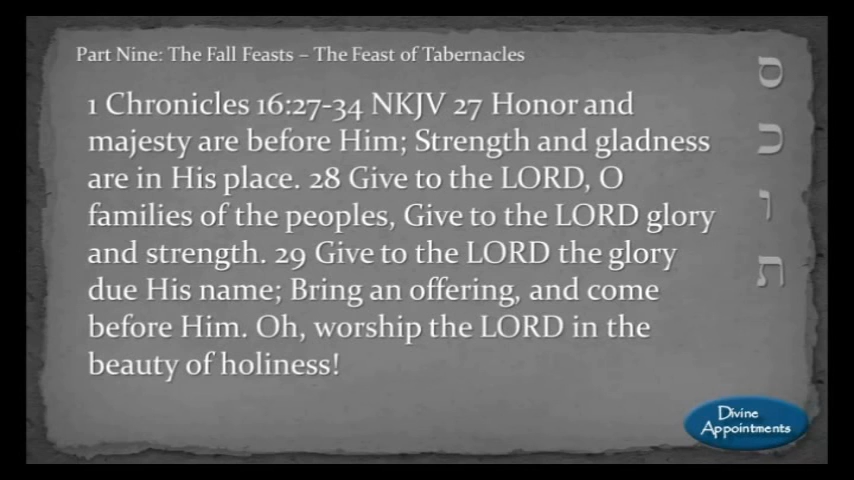 Part Nine: The Fall Feasts – The Feast of Tabernacles
1 Chronicles 16:27-34 NKJV 27 Honor and
majesty are before Him; Strength and gladness
are in His place. 28 Give to the LORD, O
families of the peoples, Give to the LORD glory
and strength. 29 Give to the LORD the glory
due His name; Bring an offering, and come
before Him. Oh, worship the LORD in the
beauty of holiness!
Divine
Appointments